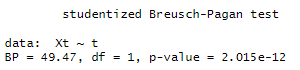 studentized Breusch-Pagan test
data:  Xt ~ t
BP = 49.47, df = 1, p-value = 2.015e-12